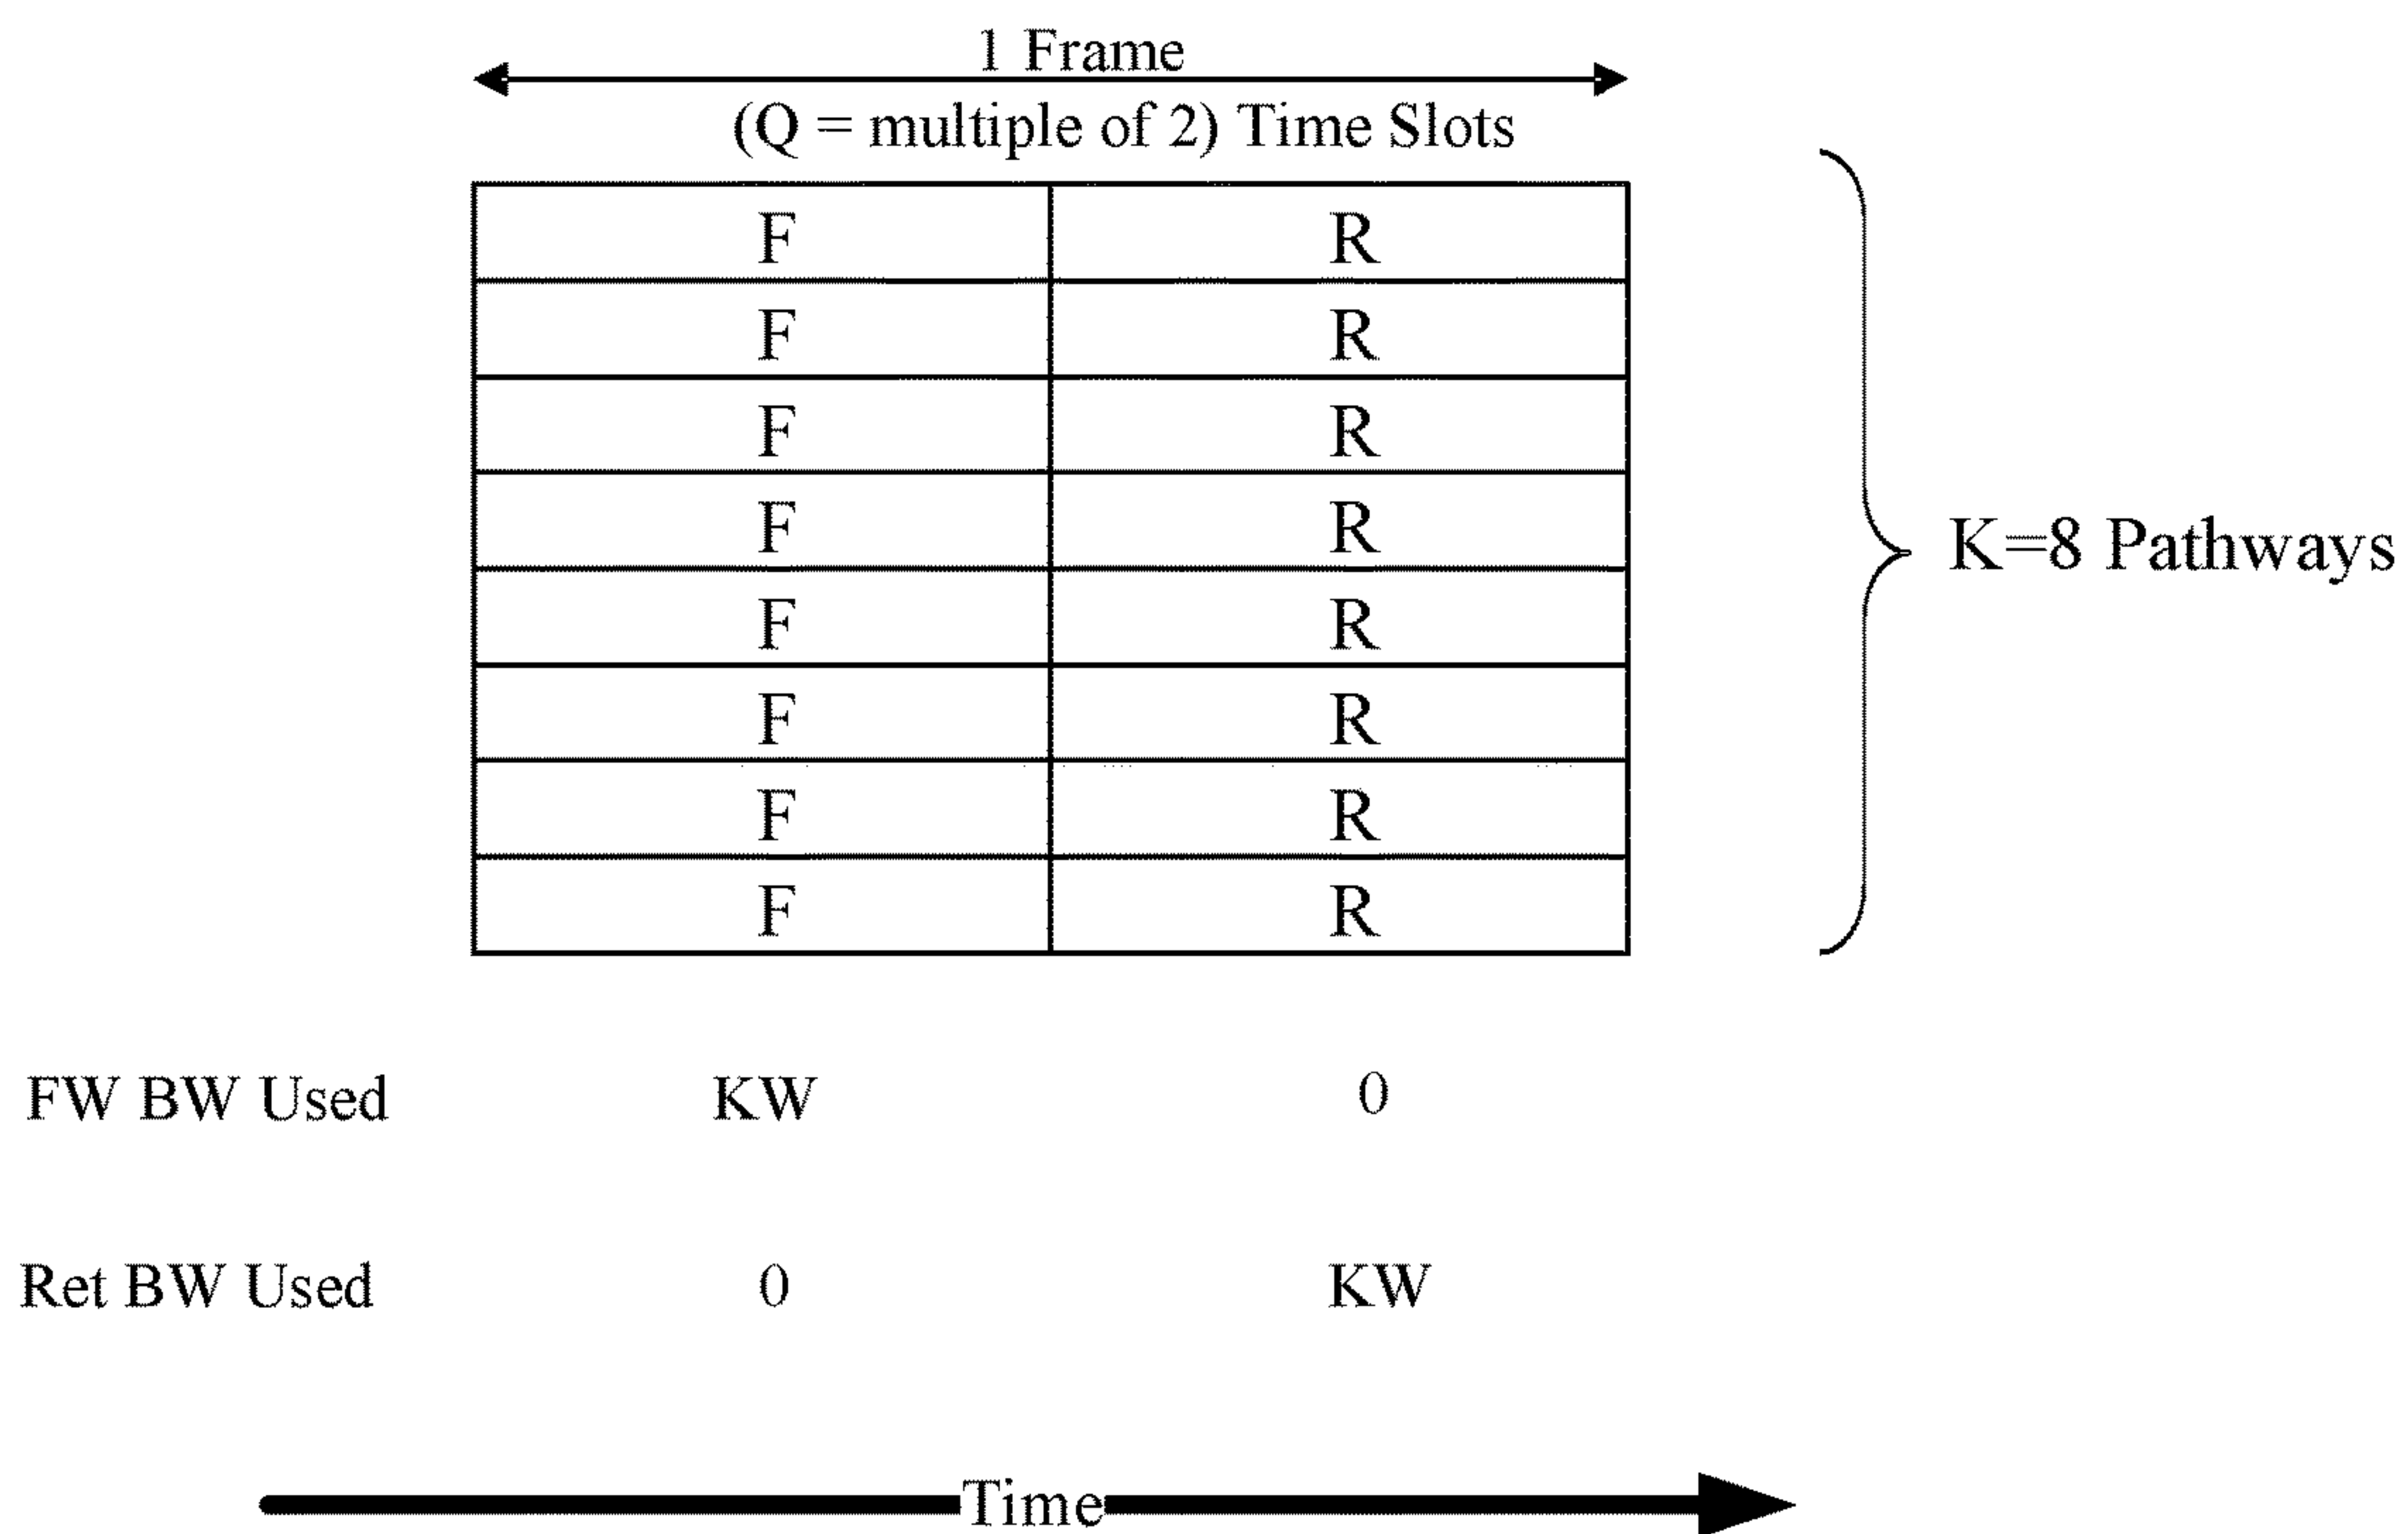 1 Frame
(Q = multiple of 2) Time Slots
F R
F R
F R
F R
K=8 Pathways
F R
F R
F R
F R
FW BW Used KW 0
Ret BW Used 0 KW
Time